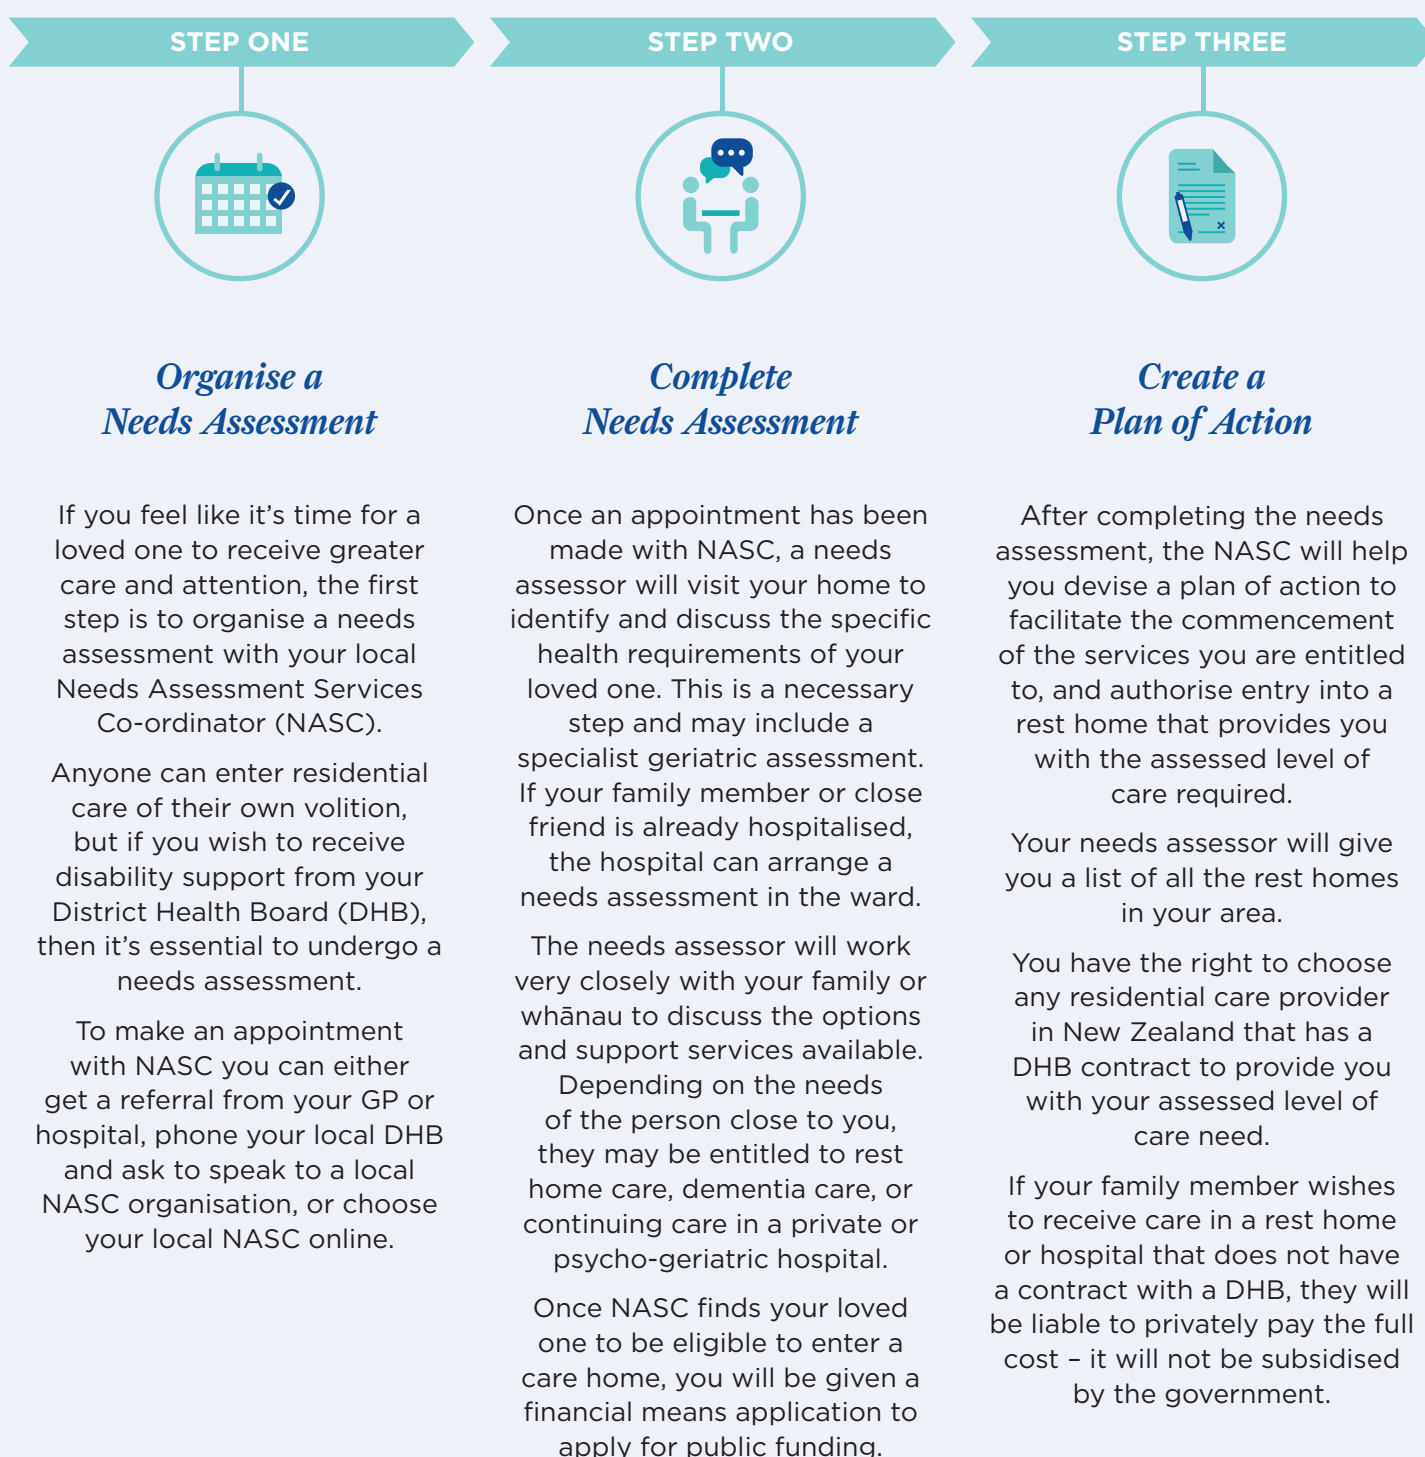 STEP ONE
Organise a
Needs Assessment
If you feel like it’s time for a
loved one to receive greater
care and attention, the first
step is to organise a needs
assessment with your local
Needs Assessment Services
Co-ordinator (NASC).
Anyone can enter residential
care of their own volition,
but if you wish to receive
disability support from your
District Health Board (DHB),
then it’s essential to undergo a
needs assessment.
To make an appointment
with NASC you can either
get a referral from your GP or
hospital, phone your local DHB
and ask to speak to a local
NASC organisation, or choose
your local NASC online.
STEP TWO
Complete
Needs Assessment
Once an appointment has been
made with NASC, a needs
assessor will visit your home to
identify and discuss the specific
health requirements of your
loved one. This is a necessary
step and may include a
specialist geriatric assessment.
If your family member or close
friend is already hospitalised,
the hospital can arrange a
needs assessment in the ward.
The needs assessor will work
very closely with your family or
whānau to discuss the options
and support services available.
Depending on the needs
of the person close to you,
they may be entitled to rest
home care, dementia care, or
continuing care in a private or
psycho-geriatric hospital.
Once NASC finds your loved
one to be eligible to enter a
care home, you will be given a
financial means application to
apply for public funding.
STEP THREE
Create a
Plan of Action
After completing the needs
assessment, the NASC will help
you devise a plan of action to
facilitate the commencement
of the services you are entitled
to, and authorise entry into a
rest home that provides you
with the assessed level of
care required.
Your needs assessor will give
you a list of all the rest homes
in your area.
You have the right to choose
any residential care provider
in New Zealand that has a
DHB contract to provide you
with your assessed level of
care need.
If your family member wishes
to receive care in a rest home
or hospital that does not have
a contract with a DHB, they will
be liable to privately pay the full
cost – it will not be subsidised
by the government.